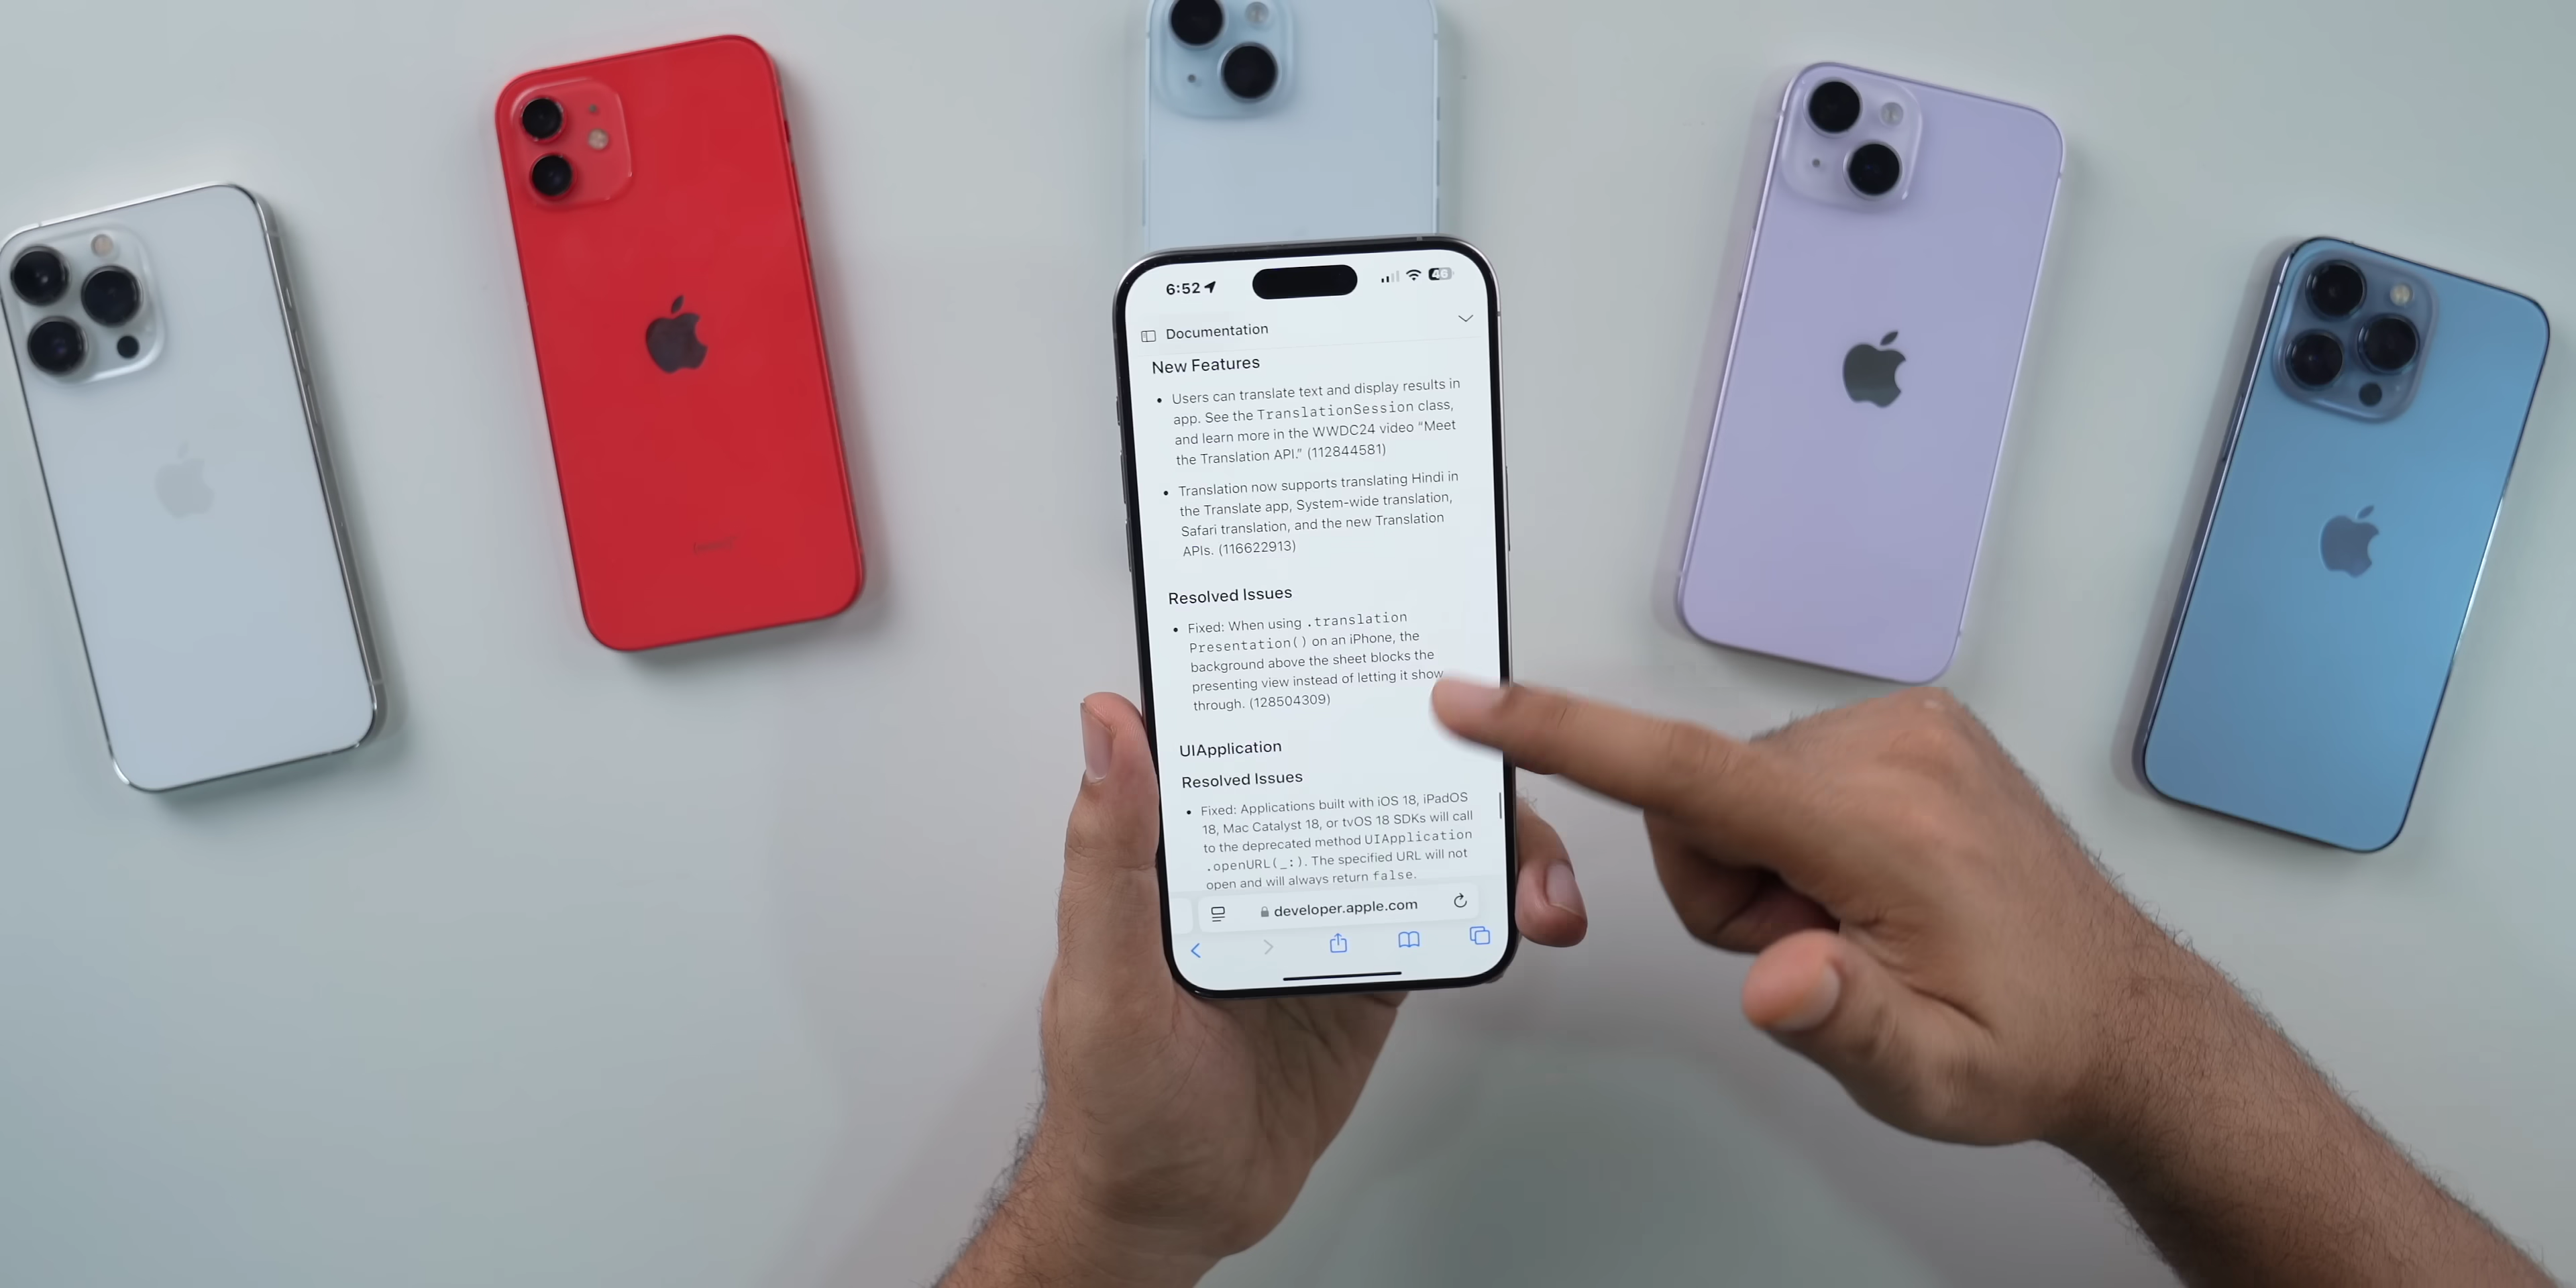 6:52
46
Documentation
New Features
• Users can translate text and display results in
app. See the TranslationSession class,
and learn more in the WWDC24 video “Meet
the Translation API.” (112844581)
• Translation now supports translating Hindi in
the Translate app, System-wide translation,
Safari translation, and the new Translation
APIs. (116622913)
Resolved Issues
• Fixed: When using .translation
Presentation() on an iPhone, the
background above the sheet blocks the
presenting view instead of letting it show
through. (128504309)
UIApplication
Resolved Issues
• Fixed: Applications built with iOS 18, iPadOS
18, Mac Catalyst 18, or tvOS 18 SDKs will call
to the deprecated method UIApplication
.openURL(_:). The specified URL will not
open and will always return false.
developer.apple.com